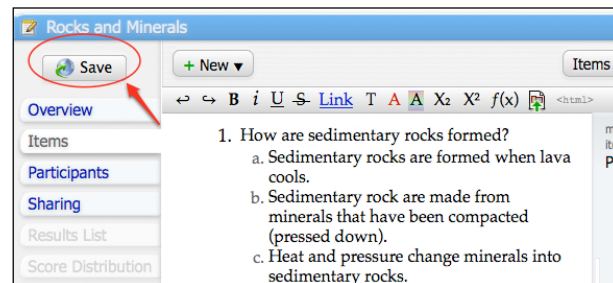 Rocks and Minerals
Save
+ New ▼
Items
B i U S Link T A A X₂ X² f(x) <html>
Overview
Items
Participants
Sharing
Results List
Score Distribution
1. How are sedimentary rocks formed?
a. Sedimentary rocks are formed when lava
cools.
b. Sedimentary rock are made from
minerals that have been compacted
(pressed down).
c. Heat and pressure change minerals into
sedimentary rocks.